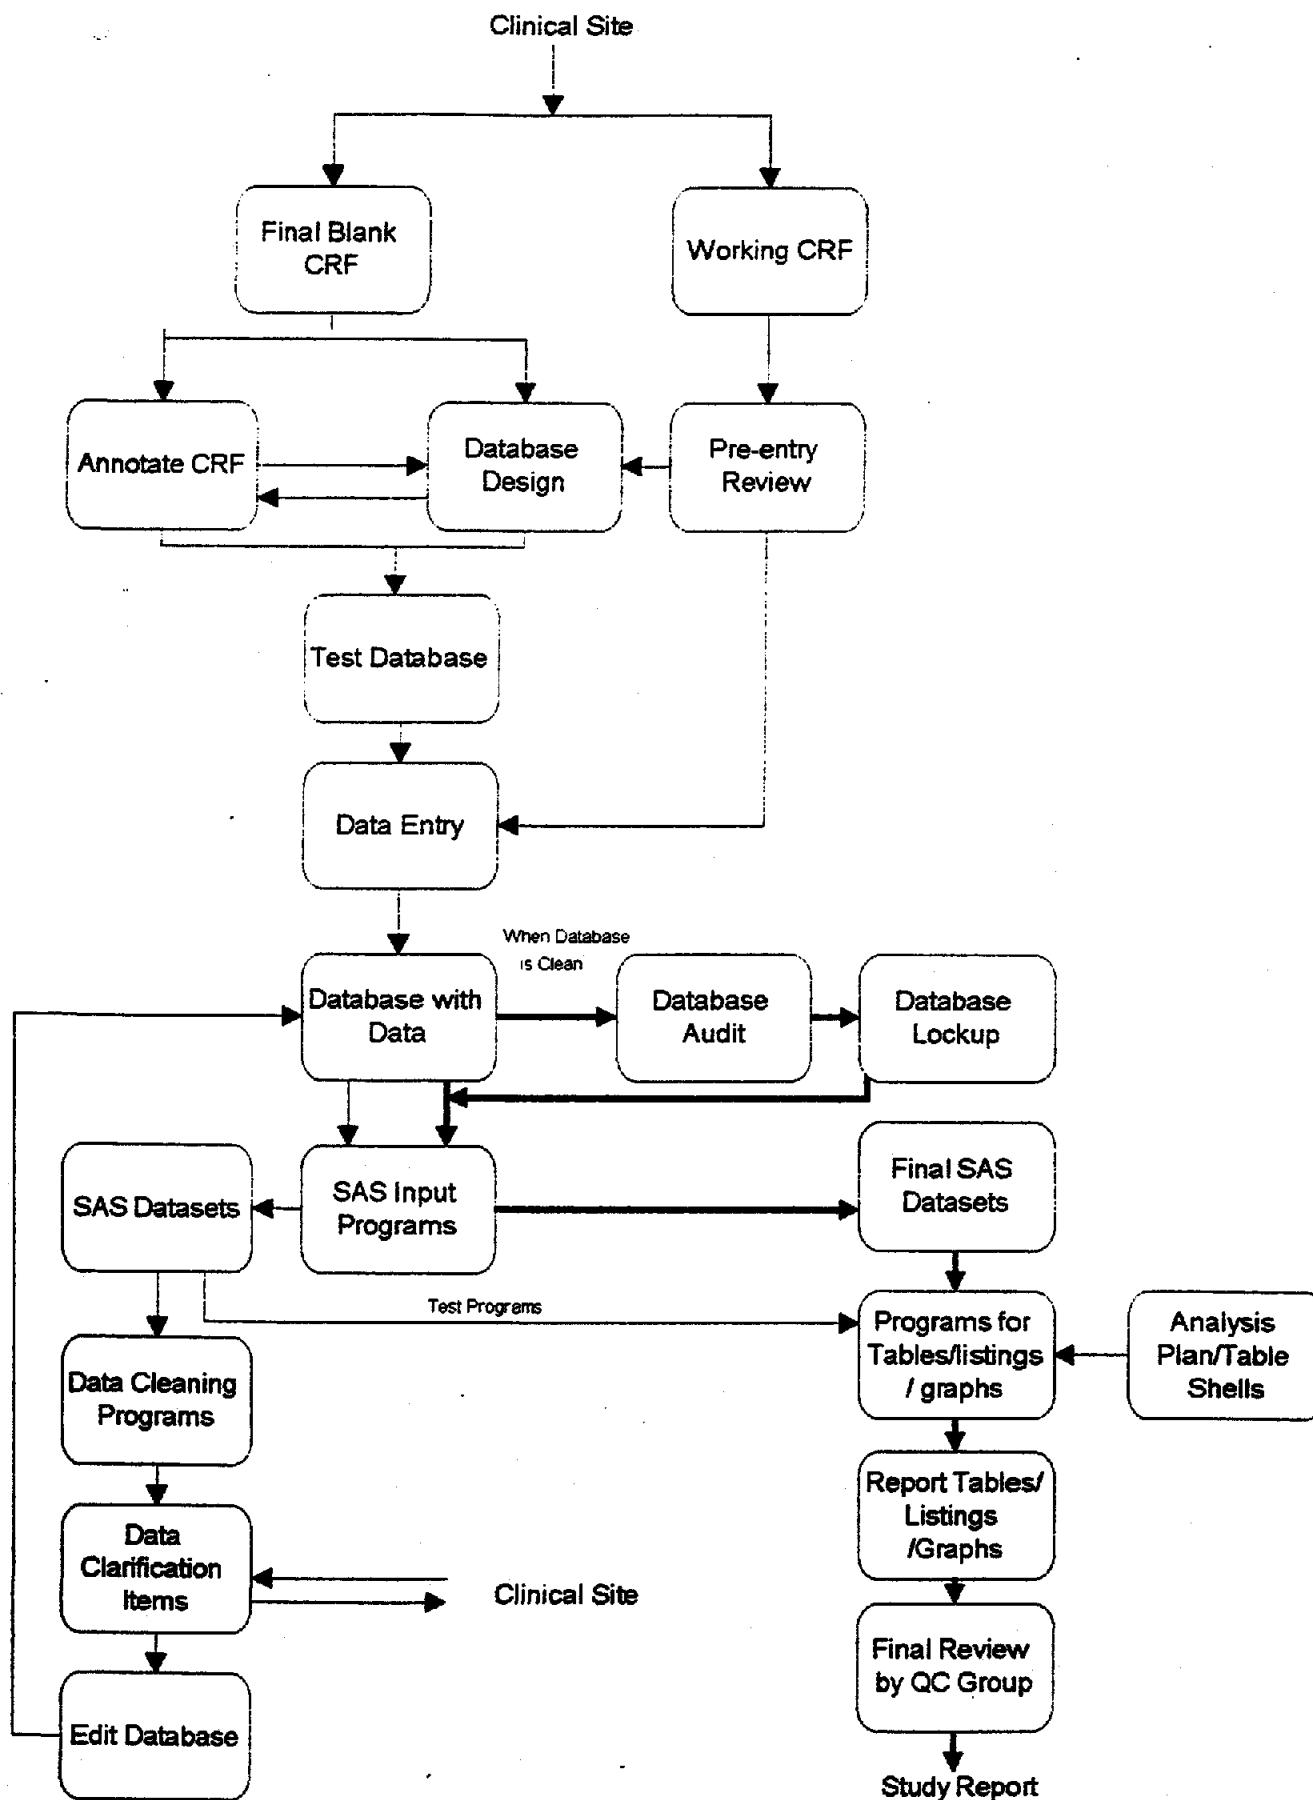 Clinical Site
Final Blank
CRF
Working CRF
Annotate CRF
Database
Design
Pre-entry
Review
Test Database
Data Entry
When Database
is Clean
Database with
Data
Database
Audit
Database
Lockup
SAS Datasets
SAS Input
Programs
Final SAS
Datasets
Test Programs
Programs for
Tables/listings
/ graphs
Analysis
Plan/Table
Shells
Data Cleaning
Programs
Report Tables/
Listings
/Graphs
Data
Clarification
Items
Clinical Site
Final Review
by QC Group
Edit Database
Study Report